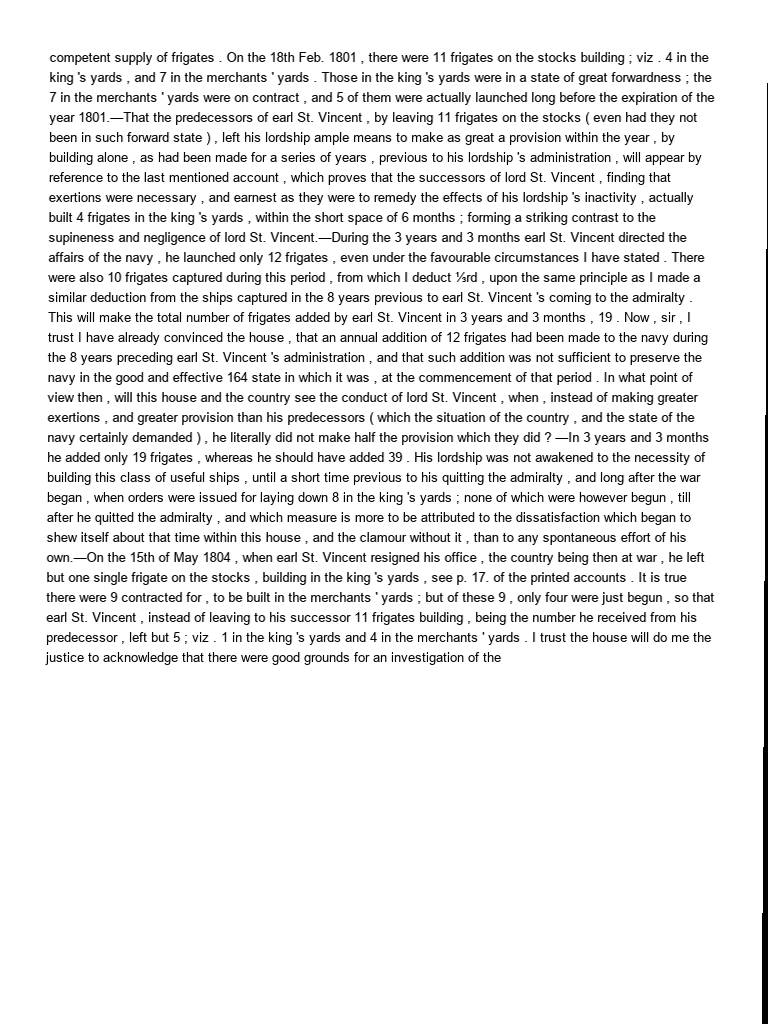 competent supply of frigates . On the 18th Feb. 1801 , there were 11 frigates on the stocks building ; viz . 4 in the
king 's yards , and 7 in the merchants ' yards . Those in the king 's yards were in a state of great forwardness ; the
7 in the merchants ' yards were on contract , and 5 of them were actually launched long before the expiration of the
year 1801.—That the predecessors of earl St. Vincent , by leaving 11 frigates on the stocks ( even had they not
been in such forward state ) , left his lordship ample means to make as great a provision within the year , by
building alone , as had been made for a series of years , previous to his lordship 's administration , will appear by
reference to the last mentioned account , which proves that the successors of lord St. Vincent , finding that
exertions were necessary , and earnest as they were to remedy the effects of his lordship 's inactivity , actually
built 4 frigates in the king 's yards , within the short space of 6 months ; forming a striking contrast to the
supineness and negligence of lord St. Vincent.—During the 3 years and 3 months earl St. Vincent directed the
affairs of the navy , he launched only 12 frigates , even under the favourable circumstances I have stated . There
were also 10 frigates captured during this period , from which I deduct ⅓rd , upon the same principle as I made a
similar deduction from the ships captured in the 8 years previous to earl St. Vincent 's coming to the admiralty .
This will make the total number of frigates added by earl St. Vincent in 3 years and 3 months , 19 . Now , sir , I
trust I have already convinced the house , that an annual addition of 12 frigates had been made to the navy during
the 8 years preceding earl St. Vincent 's administration , and that such addition was not sufficient to preserve the
navy in the good and effective 164 state in which it was , at the commencement of that period . In what point of
view then , will this house and the country see the conduct of lord St. Vincent , when , instead of making greater
exertions , and greater provision than his predecessors ( which the situation of the country , and the state of the
navy certainly demanded ) , he literally did not make half the provision which they did ? —In 3 years and 3 months
he added only 19 frigates , whereas he should have added 39 . His lordship was not awakened to the necessity of
building this class of useful ships , until a short time previous to his quitting the admiralty , and long after the war
began , when orders were issued for laying down 8 in the king 's yards ; none of which were however begun , till
after he quitted the admiralty , and which measure is more to be attributed to the dissatisfaction which began to
shew itself about that time within this house , and the clamour without it , than to any spontaneous effort of his
own.—On the 15th of May 1804 , when earl St. Vincent resigned his office , the country being then at war , he left
but one single frigate on the stocks , building in the king 's yards , see p. 17. of the printed accounts . It is true
there were 9 contracted for , to be built in the merchants ' yards ; but of these 9 , only four were just begun , so that
earl St. Vincent , instead of leaving to his successor 11 frigates building , being the number he received from his
predecessor , left but 5 ; viz . 1 in the king 's yards and 4 in the merchants ' yards . I trust the house will do me the
justice to acknowledge that there were good grounds for an investigation of the